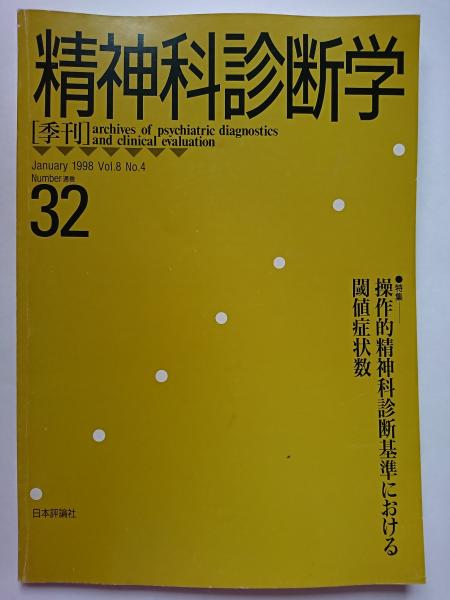 精神科診断学
[季刊] archives of psychiatric diagnostics
and clinical evaluation
January 1998 Vol.8 No.4
Number 通巻
32
●特集──
操作的精神科診断基準における
閾値症状数
日本評論社